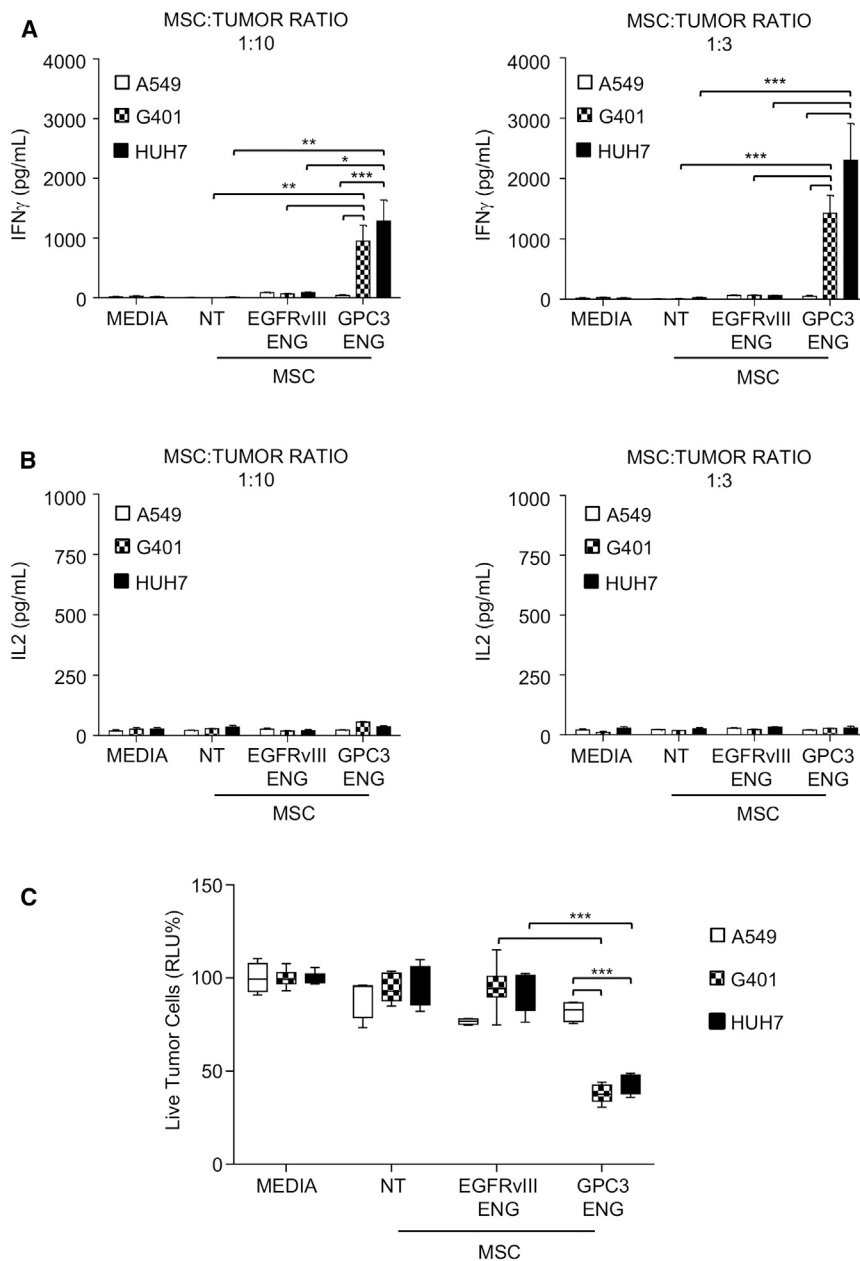 A
MSC:TUMOR RATIO
1:10
IFNγ (pg/mL)
4000
3000
2000
1000
0
A549
G401
HUH7
**
*
***
**
MEDIA
NT
EGFRvIII
ENG
GPC3
ENG
MSC
MSC:TUMOR RATIO
1:3
IFNγ (pg/mL)
4000
3000
2000
1000
0
A549
G401
HUH7
***
***
MEDIA
NT
EGFRvIII
ENG
GPC3
ENG
MSC
B
MSC:TUMOR RATIO
1:10
IL2 (pg/mL)
1000
750
500
250
0
A549
G401
HUH7
MEDIA
NT
EGFRvIII
ENG
GPC3
ENG
MSC
MSC:TUMOR RATIO
1:3
IL2 (pg/mL)
1000
750
500
250
0
A549
G401
HUH7
MEDIA
NT
EGFRvIII
ENG
GPC3
ENG
MSC
C
Live Tumor Cells (RLU%)
150
100
50
0
***
***
A549
G401
HUH7
MEDIA
NT
EGFRvIII
ENG
GPC3
ENG
MSC